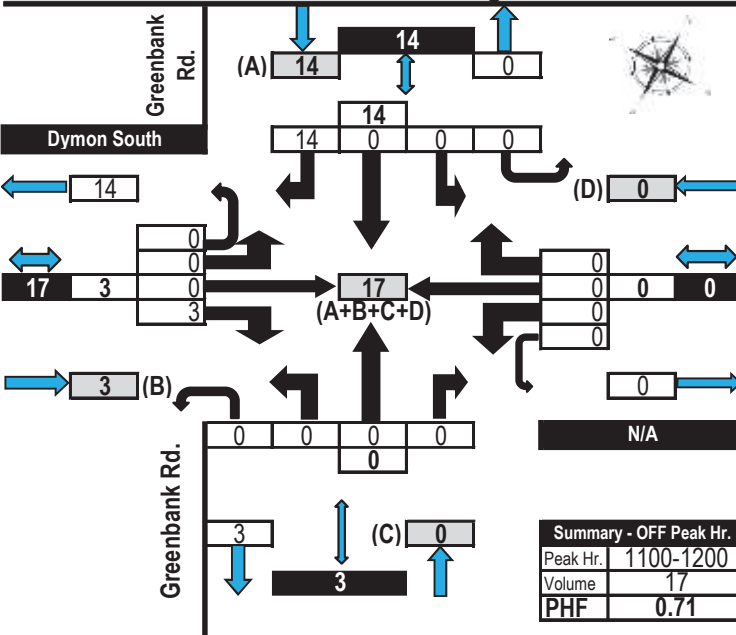 Greenbank Rd.
14
(A) 14 0
14
Dymon South
14 0 0 0
14
(D) 0
0
0
17 3 0
3
17
(A+B+C+D)
0
0 0 0
0
0
3 (B)
0
0 0 0 0
0
N/A
Greenbank Rd.
3
(C) 0
3
Summary - OFF Peak Hr.
Peak Hr. 1100-1200
Volume 17
PHF 0.71